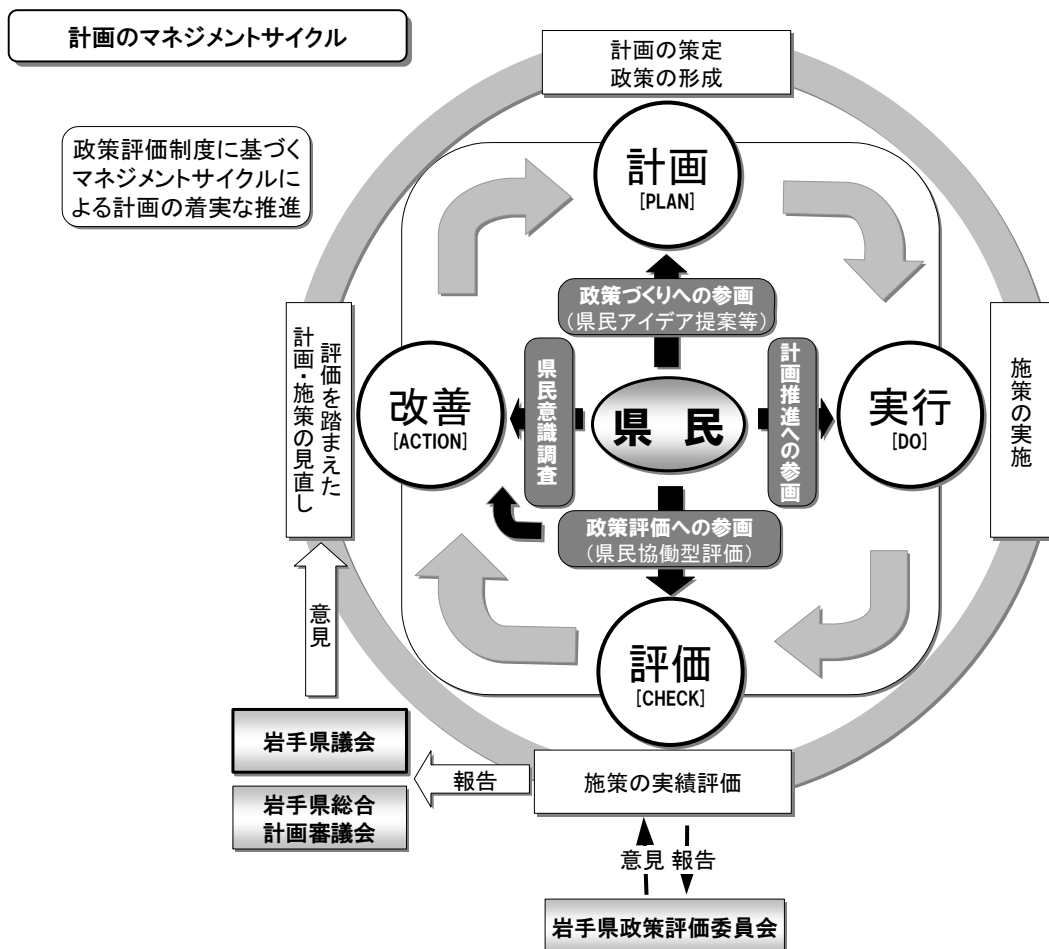 計画のマネジメントサイクル
計画の策定
政策の形成
政策評価制度に基づく
マネジメントサイクルに
よる計画の着実な推進
計画
[PLAN]
政策づくりへの参画
(県民アイデア提案等)
評価を踏まえた
計画・施策の見直し
改善
[ACTION]
県民意識調査
県 民
計画推進への参画
実行
[DO]
施策の実施
政策評価への参画
(県民協働型評価)
意見
評価
[CHECK]
岩手県議会
報告
施策の実績評価
岩手県総合
計画審議会
意見 報告
岩手県政策評価委員会